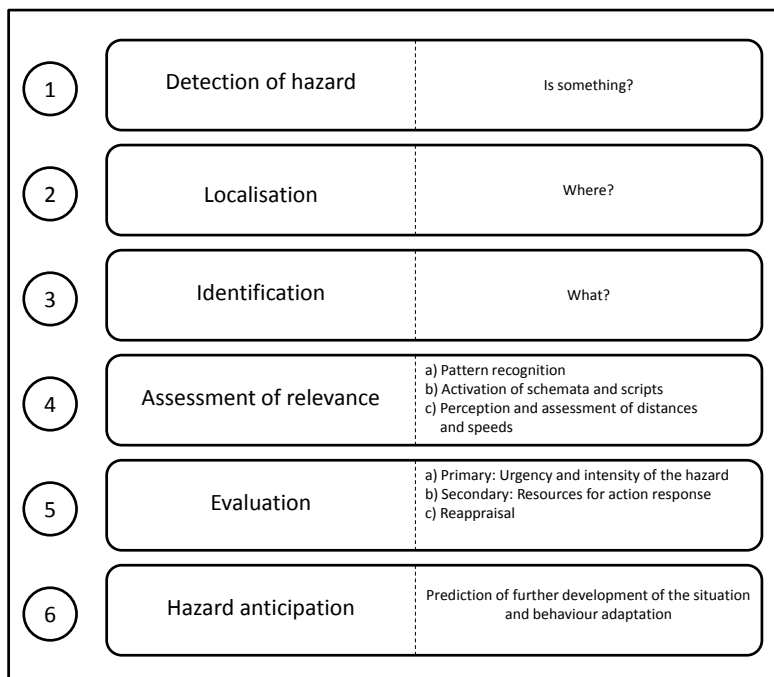 1
Detection of hazard
Is something?
2
Localisation
Where?
3
Identification
What?
4
Assessment of relevance
a) Pattern recognition
b) Activation of schemata and scripts
c) Perception and assessment of distances
and speeds
5
Evaluation
a) Primary: Urgency and intensity of the hazard
b) Secondary: Resources for action response
c) Reappraisal
6
Hazard anticipation
Prediction of further development of the situation
and behaviour adaptation